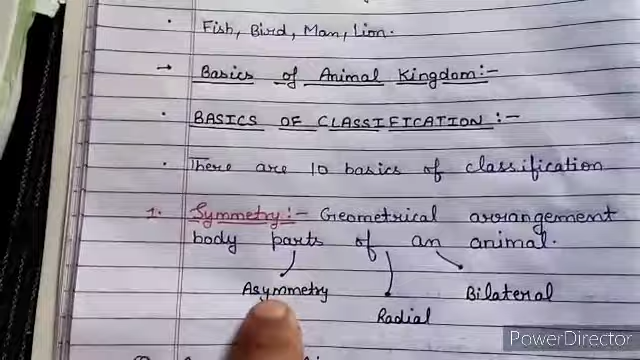 · Fish, Bird, Man, Lion.
→ Basics of Animal Kingdom:-
· BASICS OF CLASSIFICATION :-
· There are 10 basics of classification
1. Symmetry:- Geometrical arrangement
body parts of an animal.
Asymmetry
Radial
Bilateral
PowerDirector